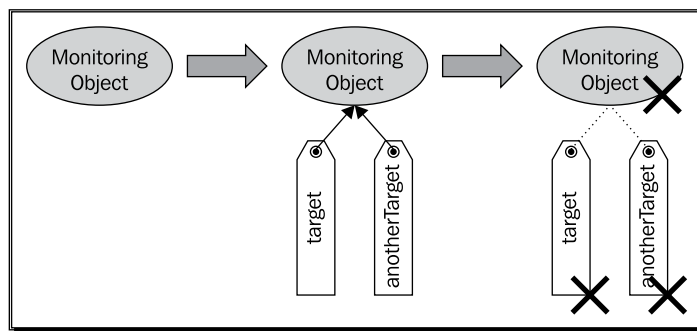 Monitoring
Object
Monitoring
Object
Monitoring
Object
target
anotherTarget
target
anotherTarget